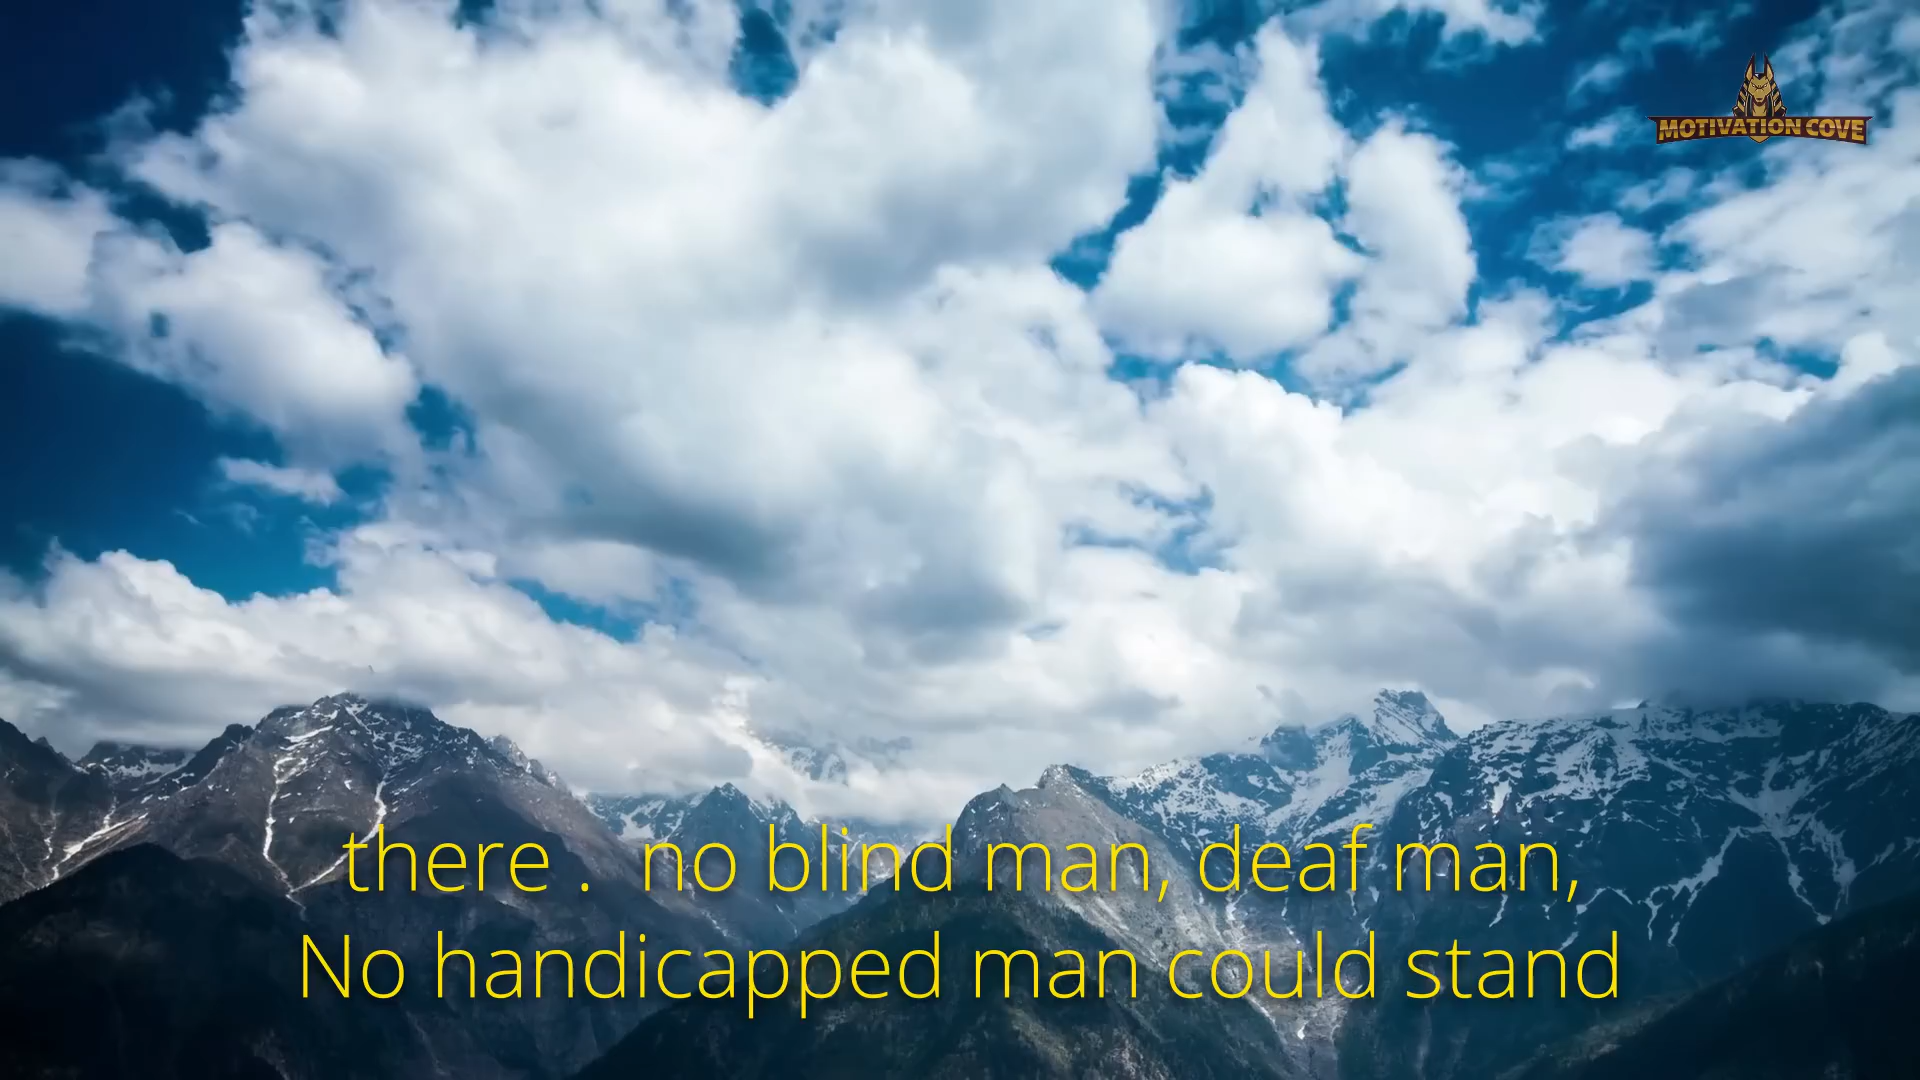 MOTIVATION COVE
there .  no blind man, deaf man,
No handicapped man could stand